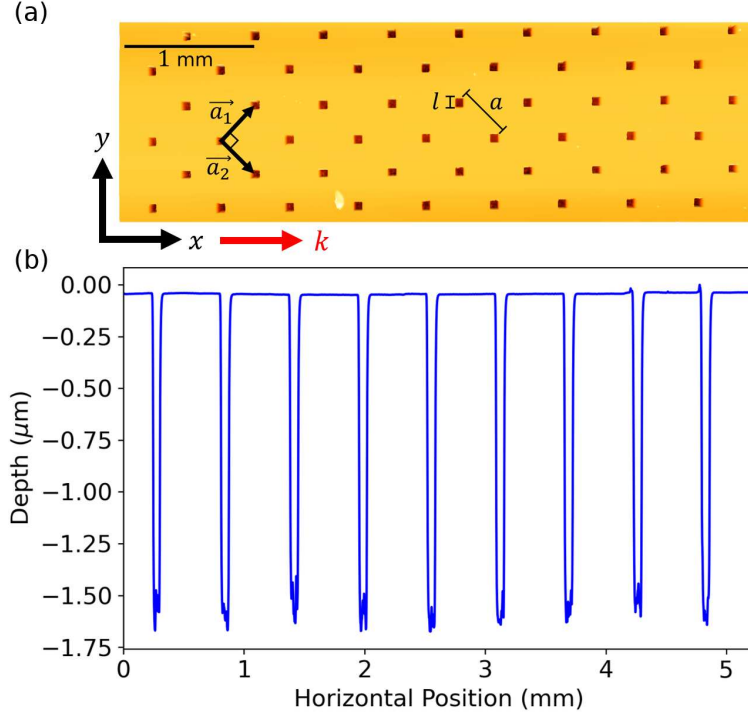 (a)
1 mm
a₁
a₂
l
a
y
x
k
(b)
0.00
−0.25
−0.50
−0.75
−1.00
−1.25
−1.50
−1.75
Depth (μm)
0 1 2 3 4 5
Horizontal Position (mm)